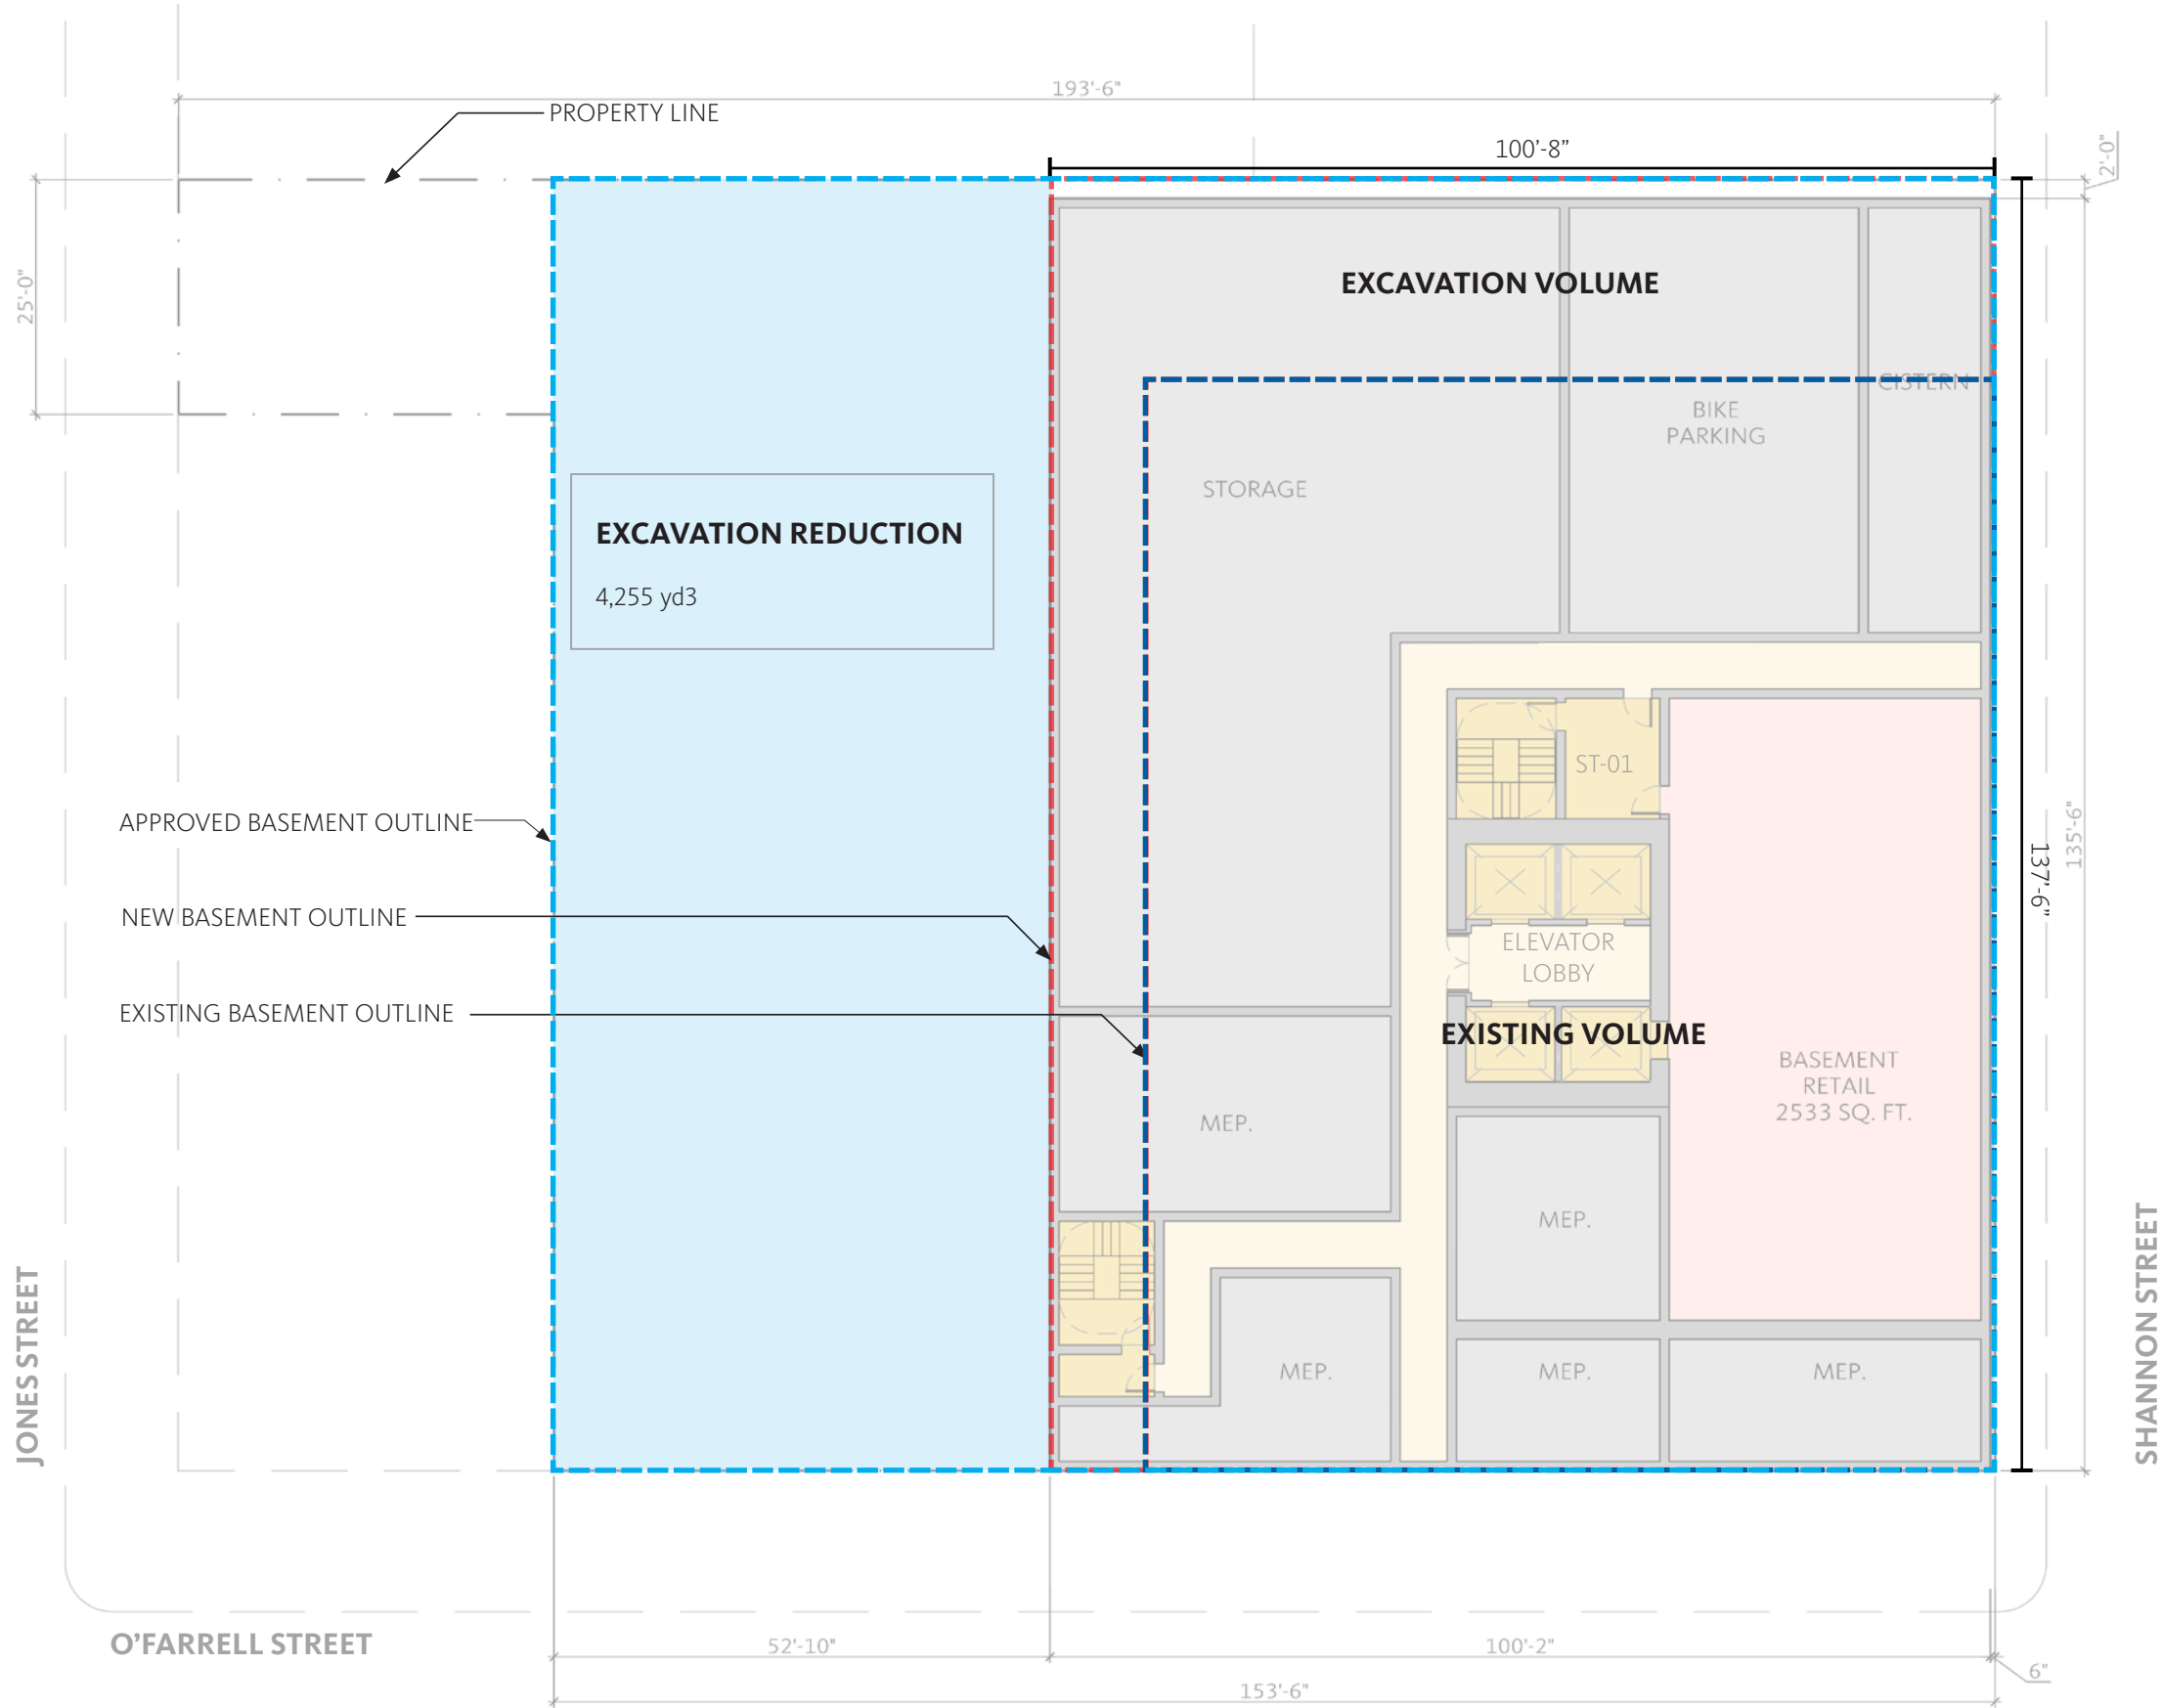 193'-6"
PROPERTY LINE
100'-8"
2'-0"
25'-0"
EXCAVATION VOLUME
CISTERN
BIKE
PARKING
STORAGE
EXCAVATION REDUCTION
4,255 yd3
ST-01
APPROVED BASEMENT OUTLINE
135'-6"
137'-6"
NEW BASEMENT OUTLINE
ELEVATOR
LOBBY
EXISTING BASEMENT OUTLINE
EXISTING VOLUME
BASEMENT
RETAIL
2533 SQ. FT.
MEP.
MEP.
MEP.
MEP.
MEP.
JONES STREET
SHANNON STREET
O'FARRELL STREET
52'-10"
100'-2"
6"
153'-6"